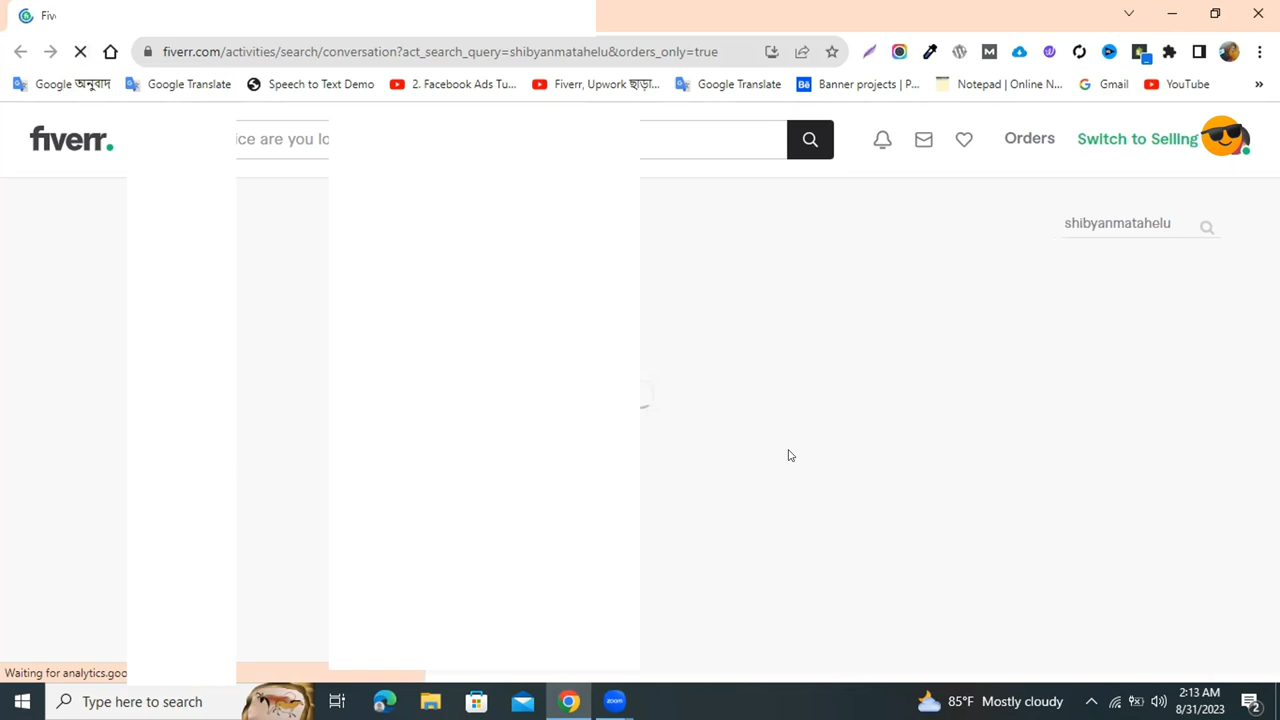 Fiv
fiverr.com/activities/search/conversation?act_search_query=shibyanmatahelu&orders_only=true
Google অনুবাদ
Google Translate
Speech to Text Demo
2. Facebook Ads Tu...
Fiverr, Upwork ছাড়া...
Google Translate
Banner projects | P...
Notepad | Online N...
Gmail
YouTube
»
fiverr.
ice are you lo
Orders
Switch to Selling
shibyanmatahelu
Waiting for analytics.goo
Type here to search
zoom
85°F Mostly cloudy
2:13 AM
8/31/2023
2